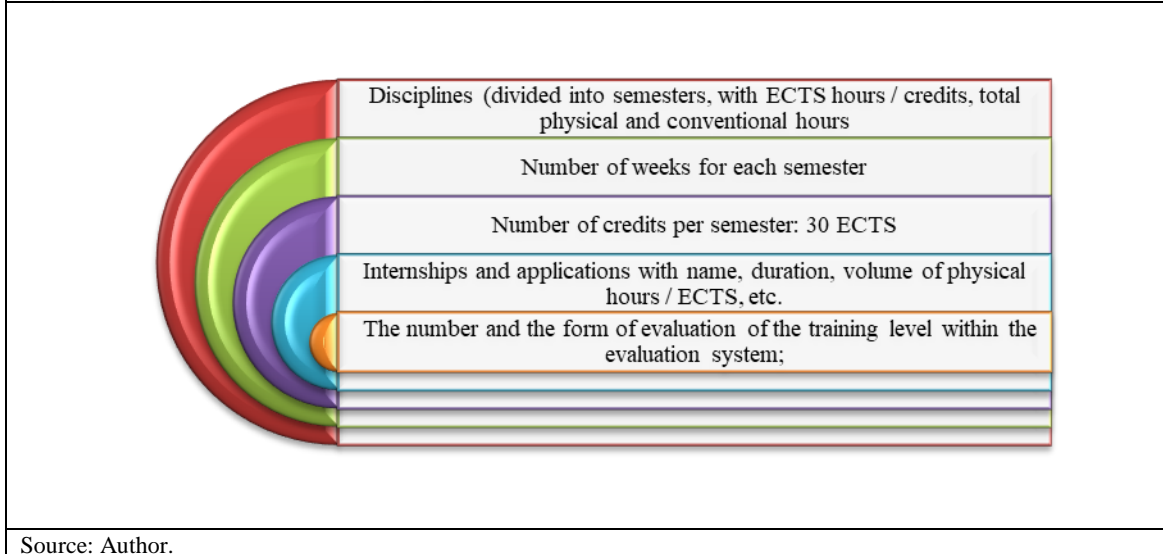 Disciplines (divided into semesters, with ECTS hours / credits, total
physical and conventional hours
Number of weeks for each semester
Number of credits per semester: 30 ECTS
Internships and applications with name, duration, volume of physical
hours / ECTS, etc.
The number and the form of evaluation of the training level within the
evaluation system;
Source: Author.